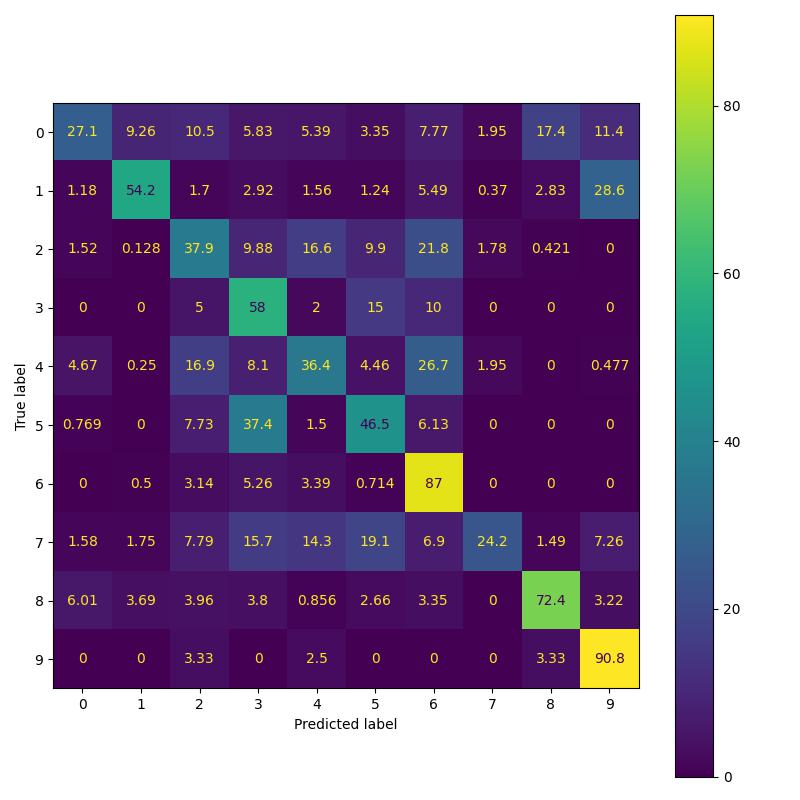 0 27.1 9.26 10.5 5.83 5.39 3.35 7.77 1.95 17.4 11.4
1 1.18 54.2 1.7 2.92 1.56 1.24 5.49 0.37 2.83 28.6
2 1.52 0.128 37.9 9.88 16.6 9.9 21.8 1.78 0.421 0
3 0 0 5 58 2 15 10 0 0 0
4 4.67 0.25 16.9 8.1 36.4 4.46 26.7 1.95 0 0.477
5 0.769 0 7.73 37.4 1.5 46.5 6.13 0 0 0
6 0 0.5 3.14 5.26 3.39 0.714 87 0 0 0
7 1.58 1.75 7.79 15.7 14.3 19.1 6.9 24.2 1.49 7.26
8 6.01 3.69 3.96 3.8 0.856 2.66 3.35 0 72.4 3.22
9 0 0 3.33 0 2.5 0 0 0 3.33 90.8
0 1 2 3 4 5 6 7 8 9
Predicted label
True label
80
60
40
20
0